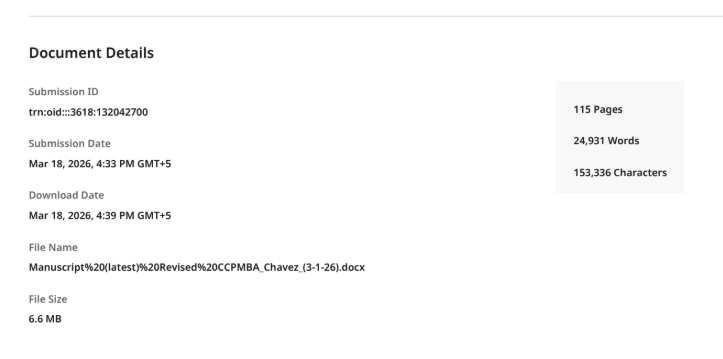 Document Details
Submission ID
trn:oid:::3618:132042700
Submission Date
Mar 18, 2026, 4:33 PM GMT+5
Download Date
Mar 18, 2026, 4:39 PM GMT+5
File Name
Manuscript%20(latest)%20Revised%20CCPMBA_Chavez_(3-1-26).docx
File Size
6.6 MB
115 Pages
24,931 Words
153,336 Characters